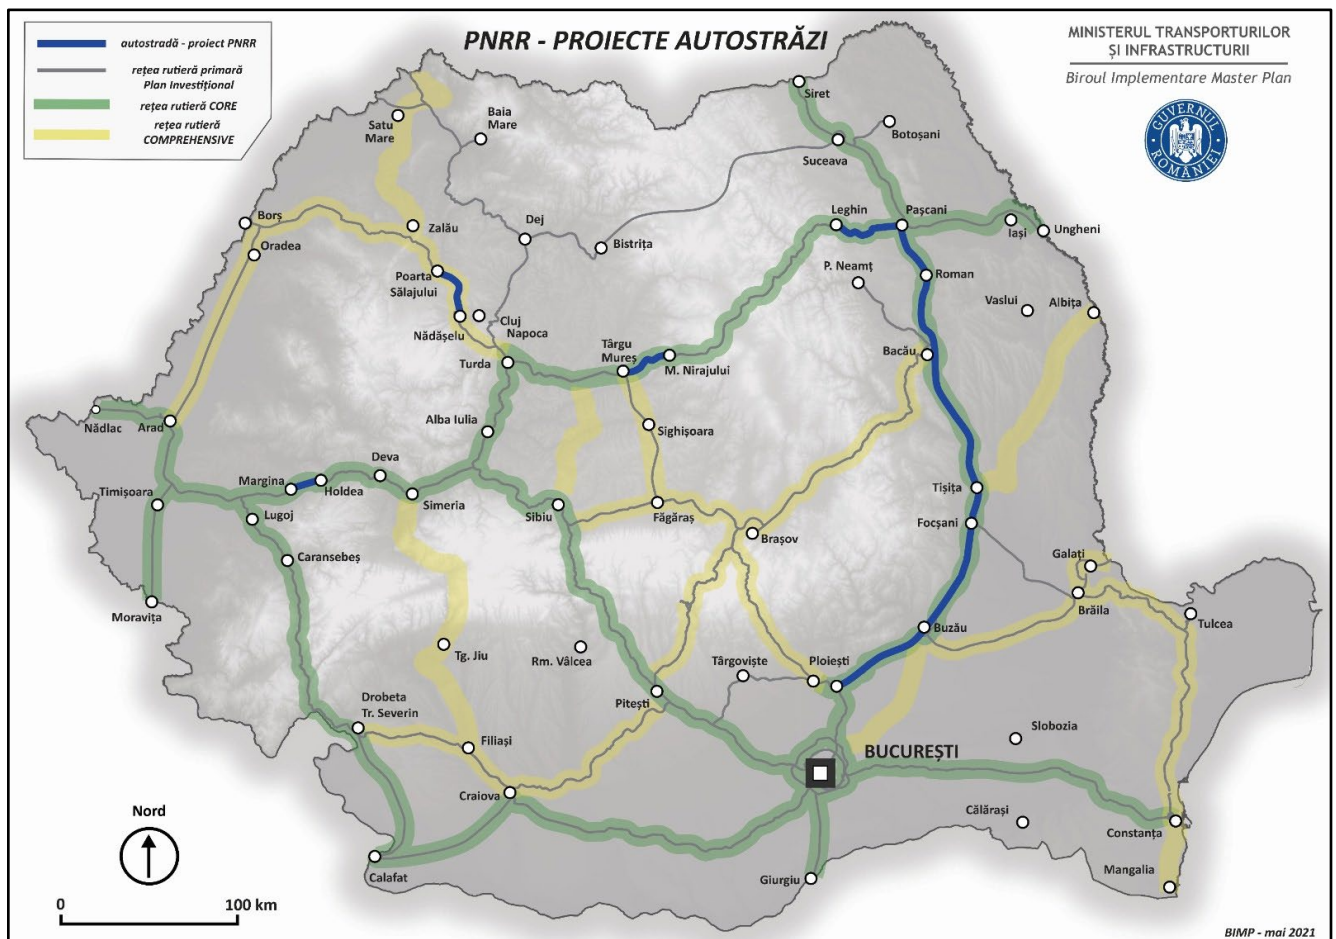 PNRR - PROIECTE AUTOSTRĂZI
autostradă - proiect PNRR
rețea rutieră primară
Plan Investițional
rețea rutieră CORE
rețea rutieră
COMPREHENSIVE
MINISTERUL TRANSPORTURILOR
ȘI INFRASTRUCTURII
Biroul Implementare Master Plan
GUVERNUL
ROMÂNIEI
Siret
Baia
Mare
Satu
Mare
Botoșani
Suceava
Borș
Oradea
Zalău
Dej
Bistrița
Leghin
Pașcani
Iași
Ungheni
Poarta
Sălajului
P. Neamț
Roman
Vaslui
Albița
Nădășelu
Cluj
Napoca
Turda
Târgu
Mureș
M. Nirajului
Bacău
Nădlac
Arad
Alba Iulia
Sighișoara
Deva
Margina
Holdea
Simeria
Timișoara
Lugoj
Sibiu
Făgăraș
Tișița
Focșani
Brașov
Caransebeș
Galați
Moravița
Brăila
Tulcea
Buzău
Tg. Jiu
Rm. Vâlcea
Târgoviște
Ploiești
Pitești
Drobeta
Tr. Severin
Filiași
Slobozia
BUCUREȘTI
Craiova
Călărași
Constanța
Calafat
Giurgiu
Mangalia
Nord
0
100 km
BIMP - mai 2021